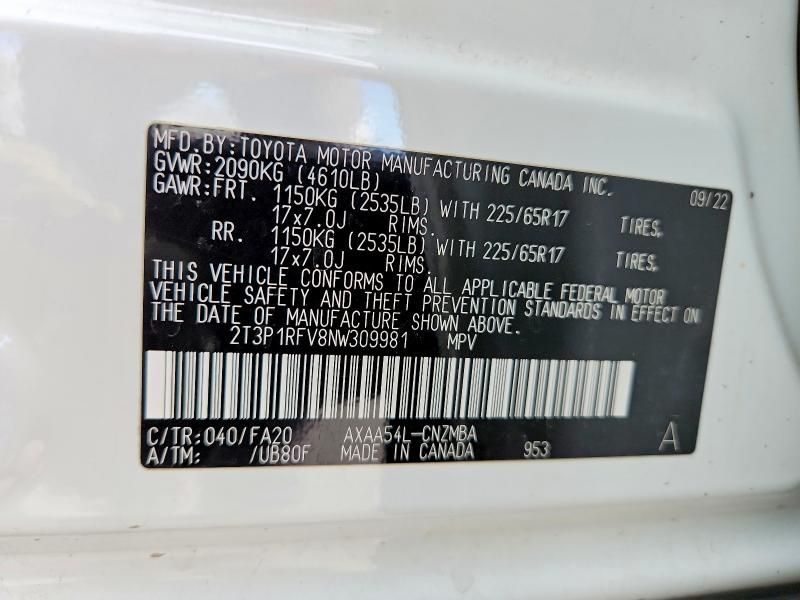 MFD.BY:TOYOTA MOTOR MANUFACTURING CANADA INC.
GVWR:2090KG (4610LB) 09/22
GAWR:FRT. 1150KG (2535LB) WITH 225/65R17 TIRES,
17x7.0J RIMS.
RR. 1150KG (2535LB) WITH 225/65R17 TIRES,
17x7.0J RIMS.
THIS VEHICLE CONFORMS TO ALL APPLICABLE FEDERAL MOTOR
VEHICLE SAFETY AND THEFT PREVENTION STANDARDS IN EFFECT ON
THE DATE OF MANUFACTURE SHOWN ABOVE.
2T3P1RFV8NW309981 MPV
C/TR:040/FA20 AXAA54L-CNZMBA A
A/TM: /UB80F MADE IN CANADA 953